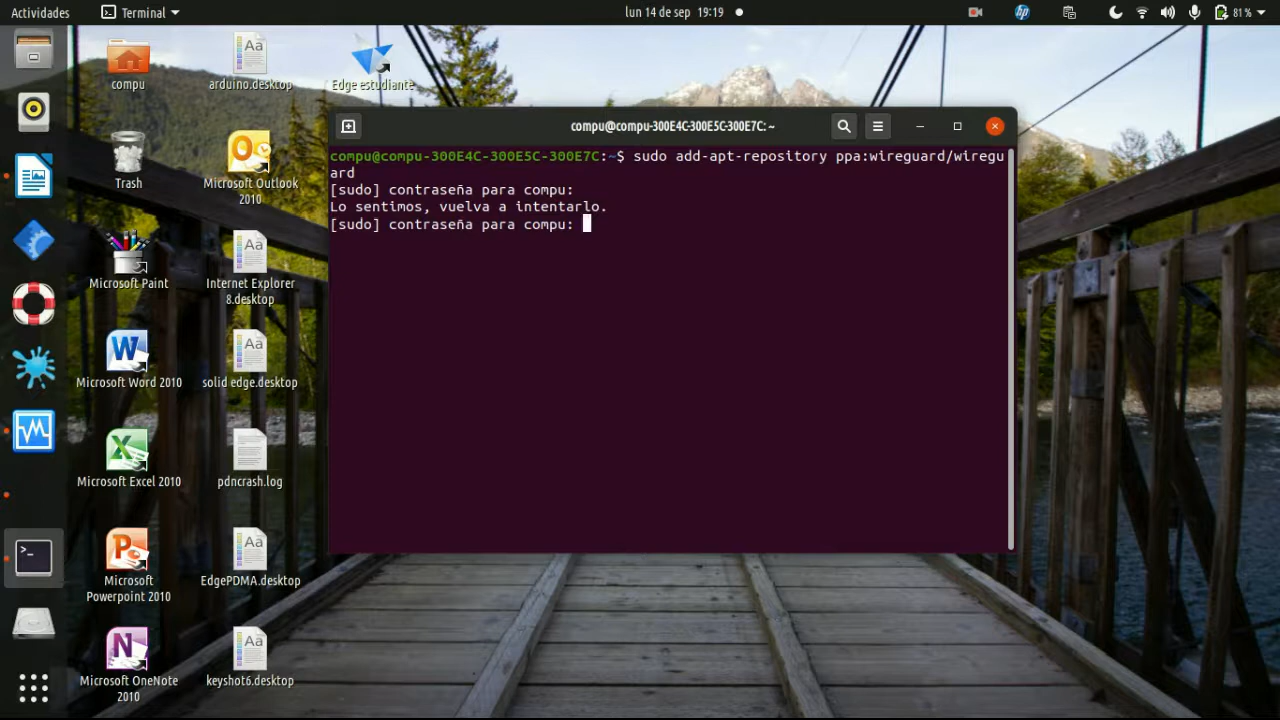 Actividades
Terminal
lun 14 de sep 19:19
hp
81 %
compu
arduino.desktop
Edge estudiante
Trash
Microsoft Outlook
2010
Microsoft Paint
Internet Explorer
8.desktop
Microsoft Word 2010
solid edge.desktop
Microsoft Excel 2010
pdncrash.log
Microsoft
Powerpoint 2010
EdgePDMA.desktop
Microsoft OneNote
2010
keyshot6.desktop
compu@compu-300E4C-300E5C-300E7C: ~
compu@compu-300E4C-300E5C-300E7C:~$ sudo add-apt-repository ppa:wireguard/wiregu
ard
[sudo] contraseña para compu:
Lo sentimos, vuelva a intentarlo.
[sudo] contraseña para compu: